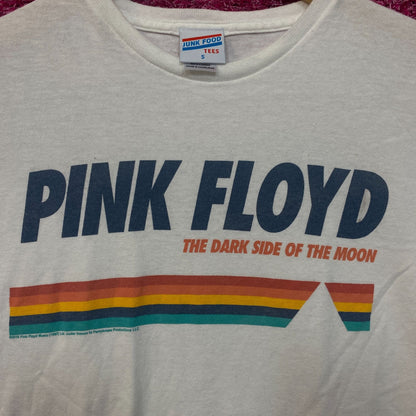 JUNK FOOD
TEES
S
PINK FLOYD
THE DARK SIDE OF THE MOON